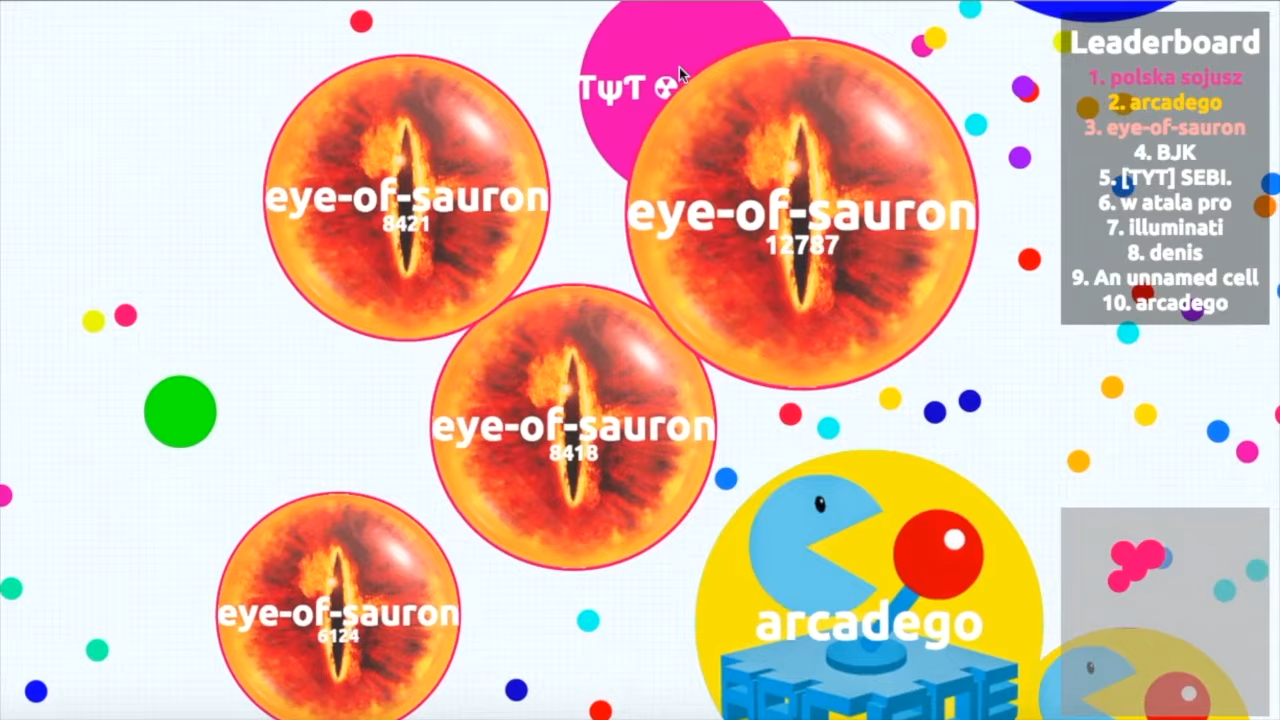 TψT ☢
eye-of-sauron
8421
eye-of-sauron
12787
eye-of-sauron
8418
eye-of-sauron
6124
arcadego
Leaderboard
1. polska sojusz
2. arcadego
3. eye-of-sauron
4. BJK
5. [TYT] SEBI.
6. w atala pro
7. illuminati
8. denis
9. An unnamed cell
10. arcadego